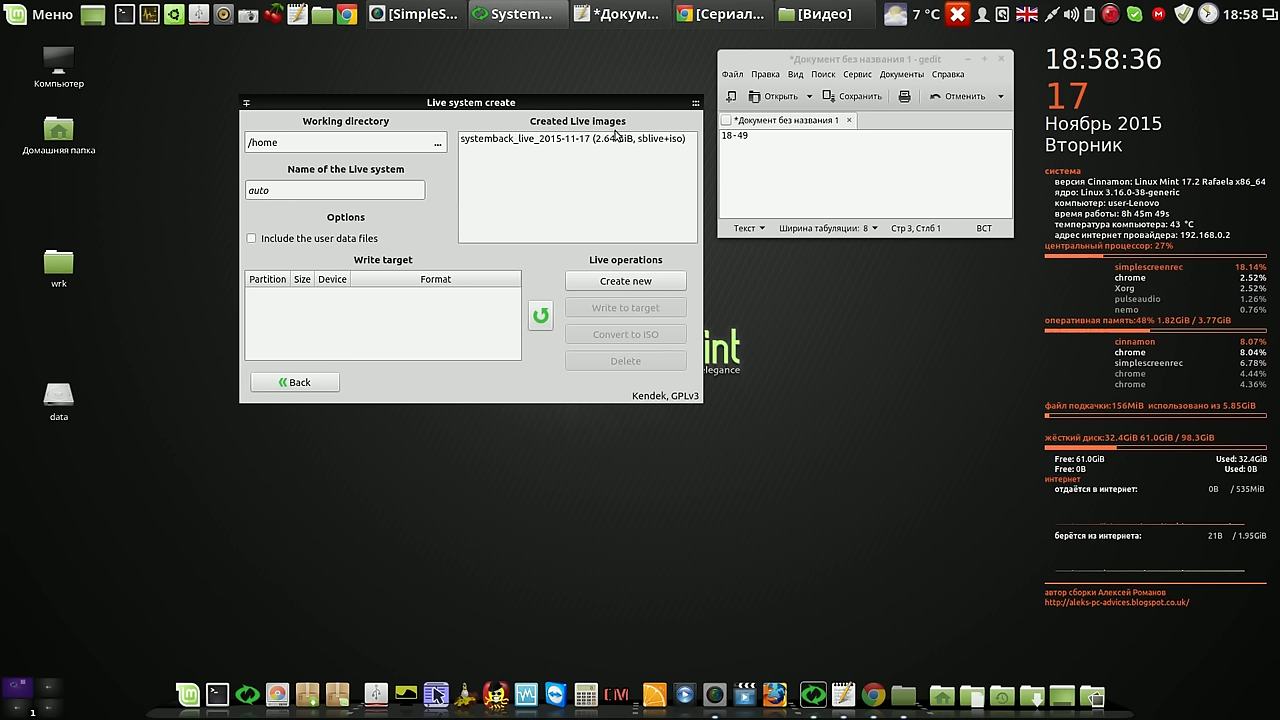 Меню
[SimpleS...
System...
*Докум...
[Сериал...
[Видео]
7 °C
18:58
Компьютер
Домашняя папка
wrk
data
Live system create
Working directory
/home
...
Name of the Live system
auto
Options
Include the user data files
Write target
Partition Size Device Format
Back
Created Live images
systemback_live_2015-11-17 (2.64 GiB, sblive+iso)
Live operations
Create new
Write to target
Convert to ISO
Delete
Kendek, GPLv3
*Документ без названия 1 - gedit
Файл Правка Вид Поиск Сервис Документы Справка
Открыть Сохранить Отменить
*Документ без названия 1
18-49
Текст Ширина табуляции: 8 Стр 3, Стлб 1 ВСТ
int
elegance
18:58:36
17
Ноябрь 2015
Вторник
система
версия Cinnamon: Linux Mint 17.2 Rafaela x86_64
ядро: Linux 3.16.0-38-generic
компьютер: user-Lenovo
время работы: 8h 45m 49s
температура компьютера: 43 °C
адрес интернет провайдера: 192.168.0.2
центральный процессор: 27%
simplescreenrec 18.14%
chrome 2.52%
Xorg 2.52%
pulseaudio 1.26%
nemo 0.76%
оперативная память:48% 1.82GiB / 3.77GiB
cinnamon 8.07%
chrome 8.04%
simplescreenrec 6.78%
chrome 4.44%
chrome 4.36%
файл подкачки:156MiB использовано из 5.85GiB
жёсткий диск:32.4GiB 61.0GiB / 98.3GiB
Free: 61.0GiB Used: 32.4GiB
Free: 0B Used: 0B
интернет
отдаётся в интернет: 0B / 535MiB
берётся из интернета: 21B / 1.95GiB
автор сборки Алексей Романов
http://aleks-pc-advices.blogspot.co.uk/
1